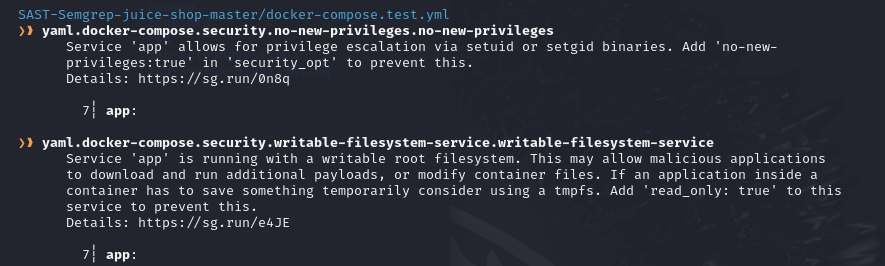 SAST-Semgrep-juice-shop-master/docker-compose.test.yml
❯❱ yaml.docker-compose.security.no-new-privileges.no-new-privileges
Service 'app' allows for privilege escalation via setuid or setgid binaries. Add 'no-new-
privileges:true' in 'security_opt' to prevent this.
Details: https://sg.run/0n8q
7┆ app:
❯❱ yaml.docker-compose.security.writable-filesystem-service.writable-filesystem-service
Service 'app' is running with a writable root filesystem. This may allow malicious applications
to download and run additional payloads, or modify container files. If an application inside a
container has to save something temporarily consider using a tmpfs. Add 'read_only: true' to this
service to prevent this.
Details: https://sg.run/e4JE
7┆ app: